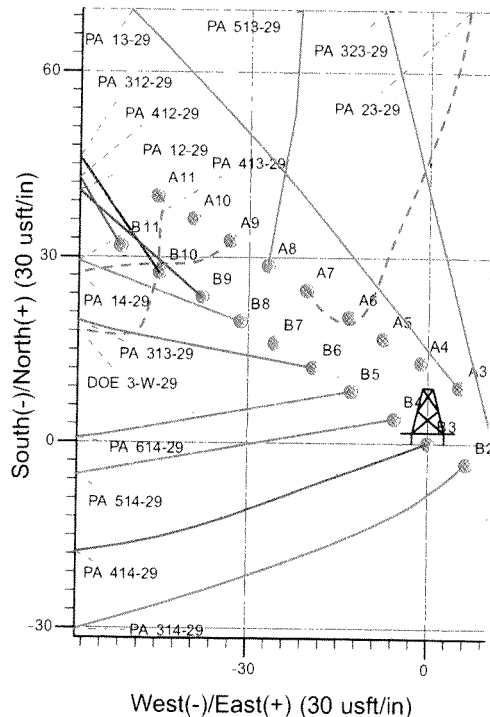 PA 513-29
PA 13-29
PA 323-29
60
PA 312-29
PA 23-29
PA 412-29
PA 12-29
PA 413-29
A11
A10
A9
B11
A8
30
B10
A7
B9
A6
PA 14-29
B8
A5
B7
A4
PA 313-29
B6
A3
DOE 3-W-29
B5
B4
B3
B2
0
PA 614-29
PA 514-29
PA 414-29
-30
PA 314-29
-30
0
South(-)/North(+) (30 usft/in)
West(-)/East(+) (30 usft/in)